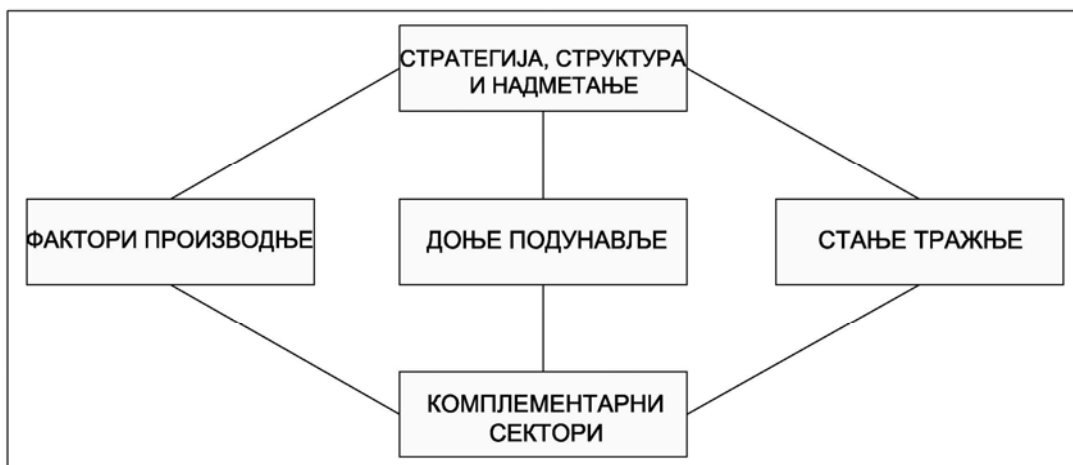 СТРАТЕГИЈА, СТРУКТУРА
И НАДМЕТАЊЕ
ФАКТОРИ ПРОИЗВОДЊЕ
ДОЊЕ ПОДУНАВЉЕ
СТАЊЕ ТРАЖЊЕ
КОМПЛЕМЕНТАРНИ
СЕКТОРИ